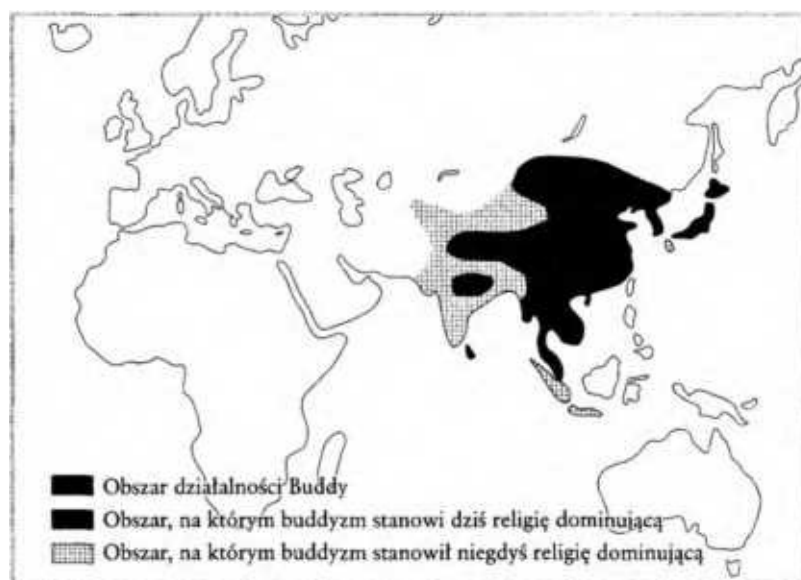 Obszar działalności Buddy
Obszar, na którym buddyzm stanowi dziś religię dominującą
Obszar, na którym buddyzm stanowił niegdyś religię dominującą